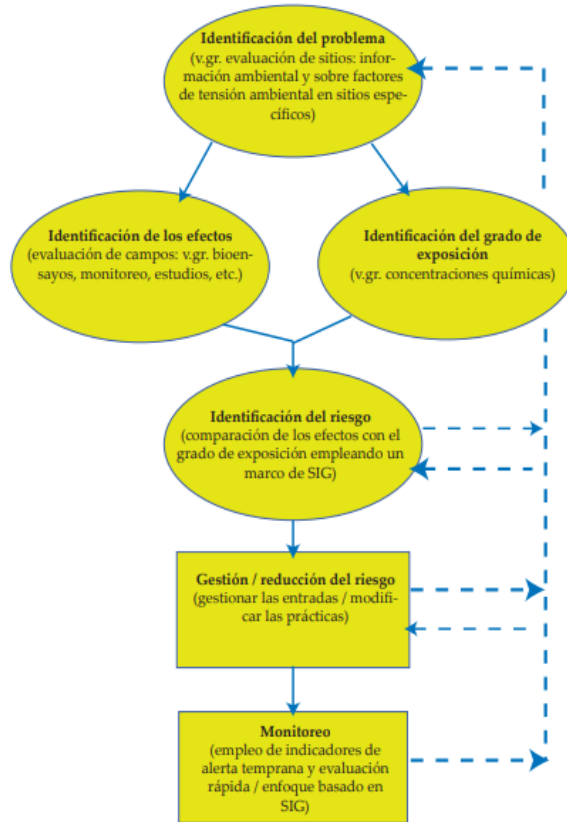 Identificación del problema
(v.gr. evaluación de sitios: infor-
mación ambiental y sobre factores
de tensión ambiental en sitios espe-
cíficos)
Identificación de los efectos
(evaluación de campos: v.gr. bioen-
sayos, monitoreo, estudios, etc.)
Identificación del grado de
exposición
(v.gr. concentraciones químicas)
Identificación del riesgo
(comparación de los efectos con el
grado de exposición empleando un
marco de SIG)
Gestión / reducción del riesgo
(gestionar las entradas / modifi-
car las prácticas)
Monitoreo
(empleo de indicadores de
alerta temprana y evaluación
rápida / enfoque basado en
SIG)